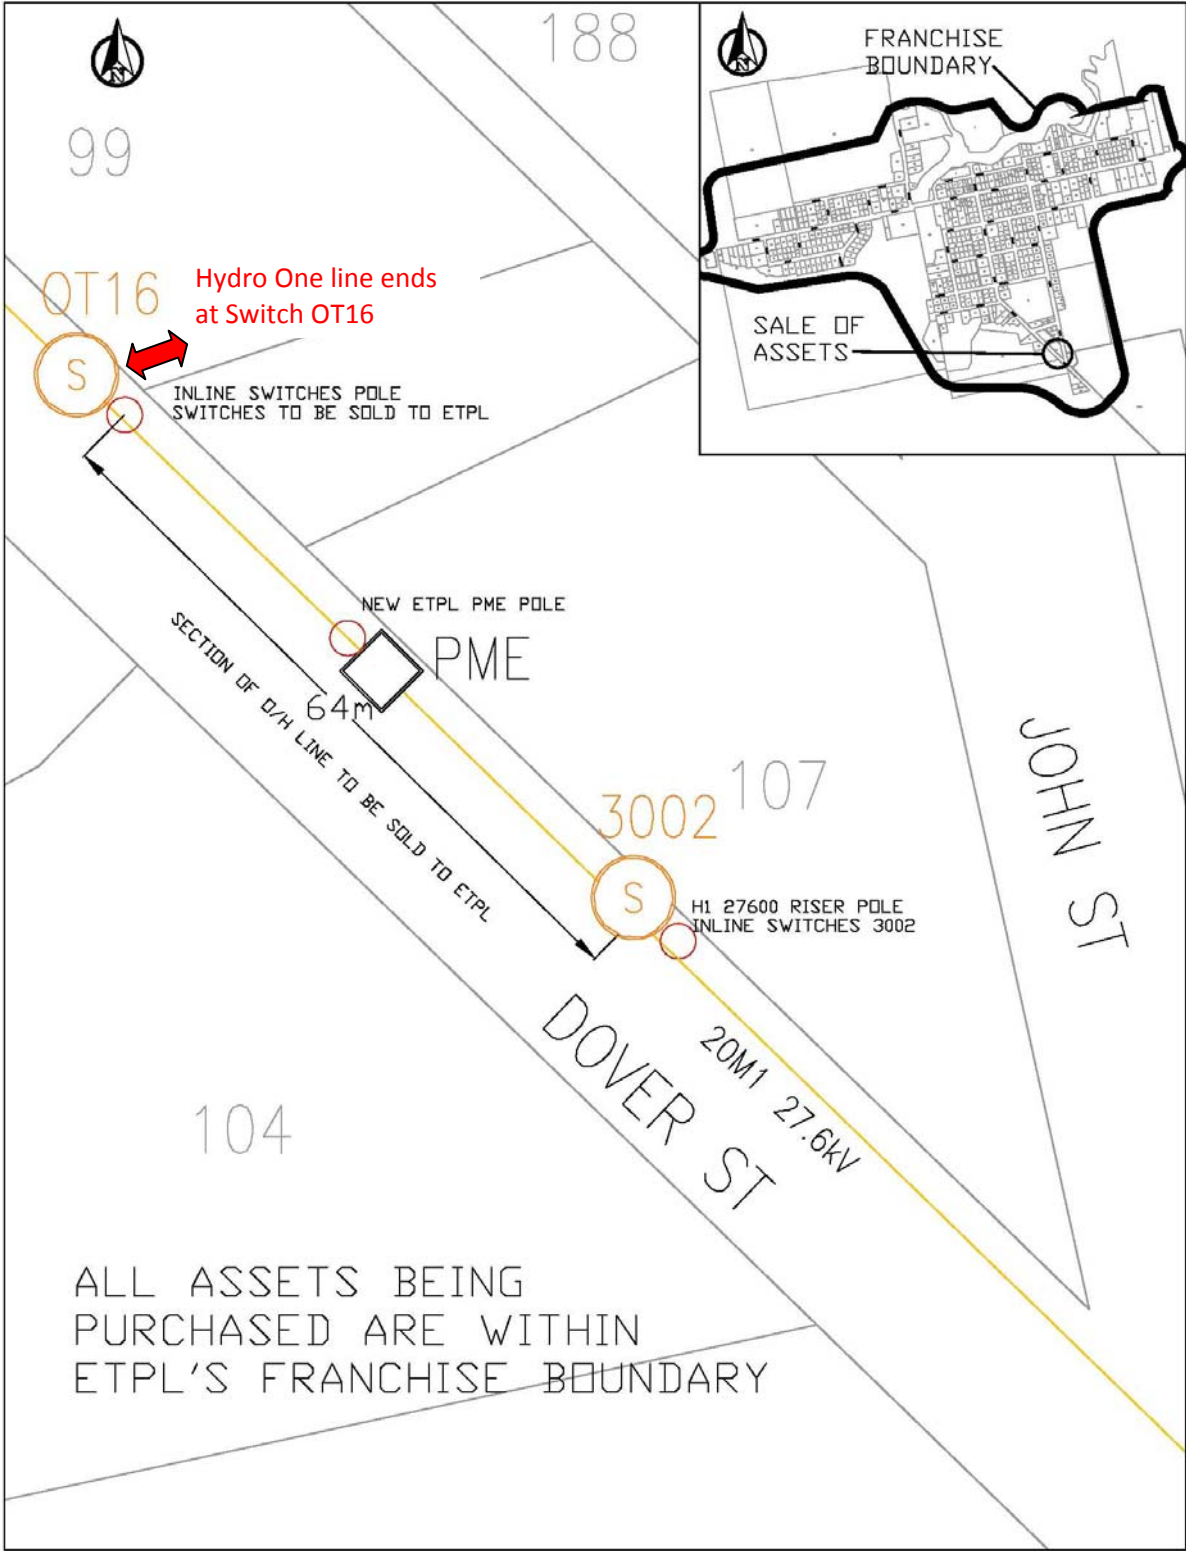 N
188
99
N
FRANCHISE
BOUNDARY
SALE OF
ASSETS
OT16
Hydro One line ends
at Switch OT16
S
INLINE SWITCHES POLE
SWITCHES TO BE SOLD TO ETPL
NEW ETPL PME POLE
PME
SECTION OF O/H LINE TO BE SOLD TO ETPL
64m
107
3002
S
H1 27600 RISER POLE
INLINE SWITCHES 3002
JOHN ST
DOVER ST
20M1 27.6kV
104
ALL ASSETS BEING
PURCHASED ARE WITHIN
ETPL'S FRANCHISE BOUNDARY